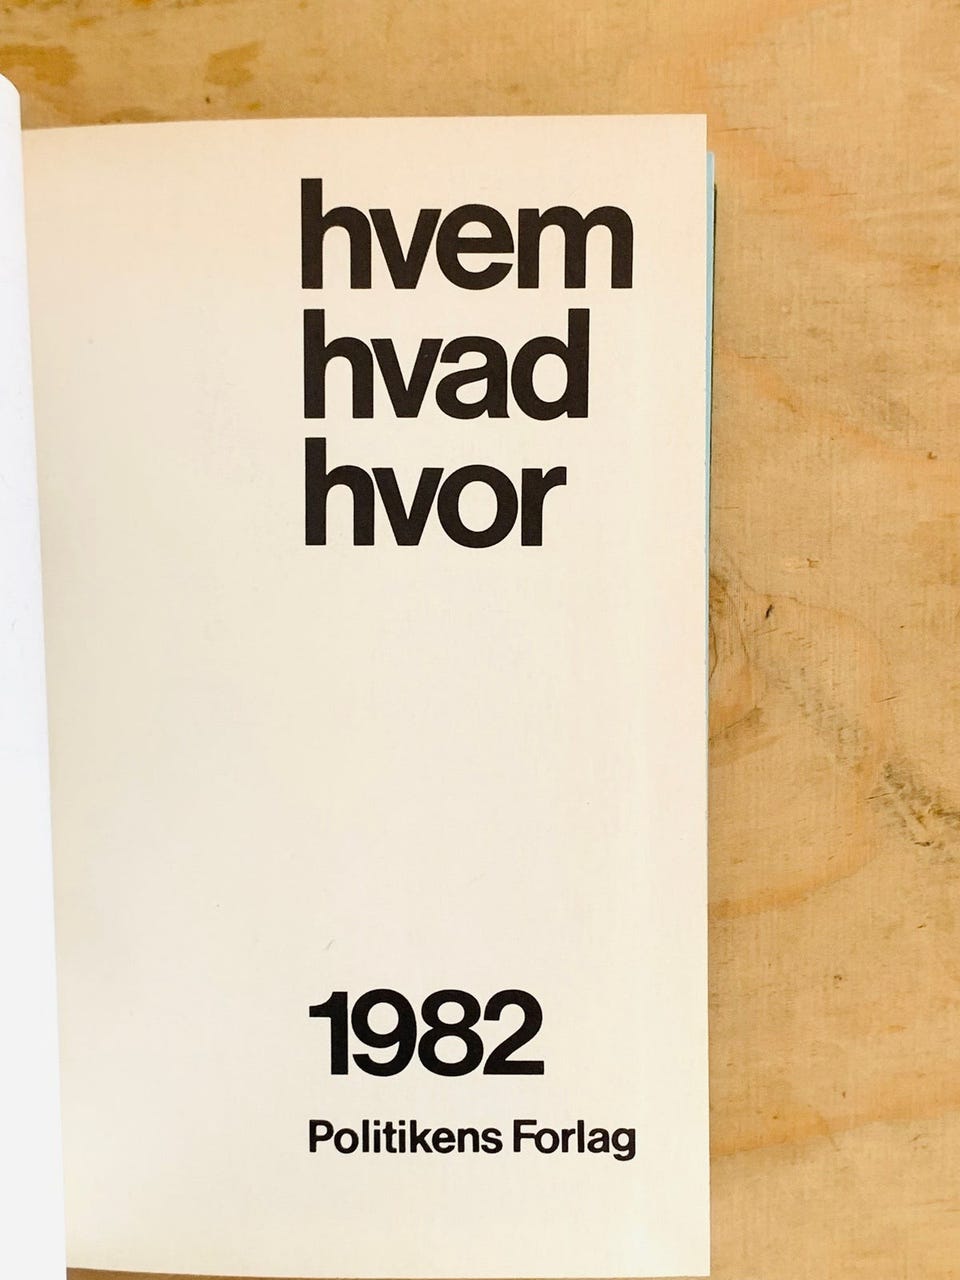 hvem
hvad
hvor
1982
Politikens Forlag